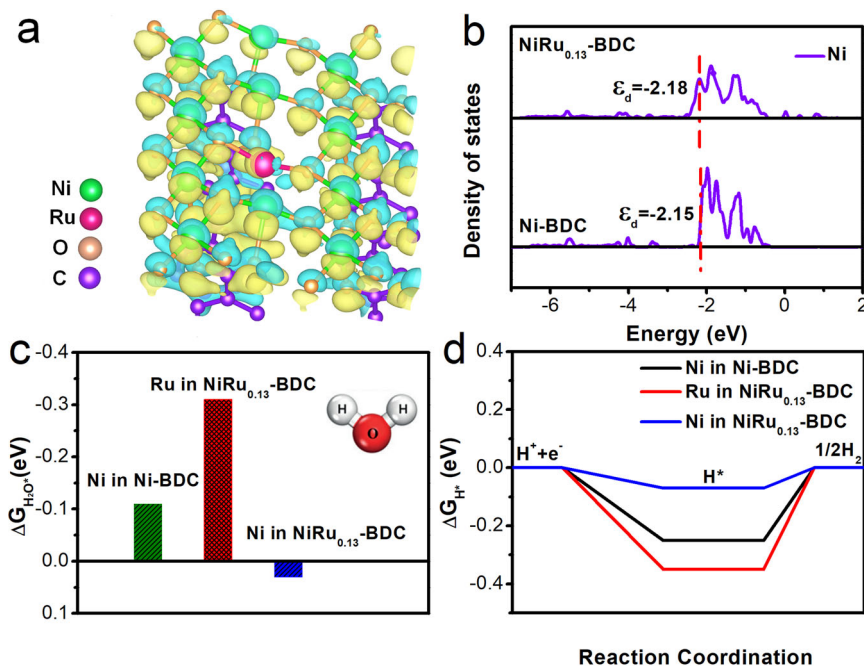 a
Ni
Ru
O
C
b
NiRu0.13-BDC
Ni
εd=-2.18
Ni-BDC
εd=-2.15
Density of states
-6 -4 -2 0 2
Energy (eV)
c
-0.4
-0.3
-0.2
-0.1
0.0
0.1
ΔG_H₂O* (eV)
Ru in NiRu0.13-BDC
Ni in Ni-BDC
Ni in NiRu0.13-BDC
H O H
d
0.4
0.2
0.0
-0.2
-0.4
ΔG_H* (eV)
Ni in Ni-BDC
Ru in NiRu0.13-BDC
Ni in NiRu0.13-BDC
H⁺+e⁻
H*
1/2H₂
Reaction Coordination